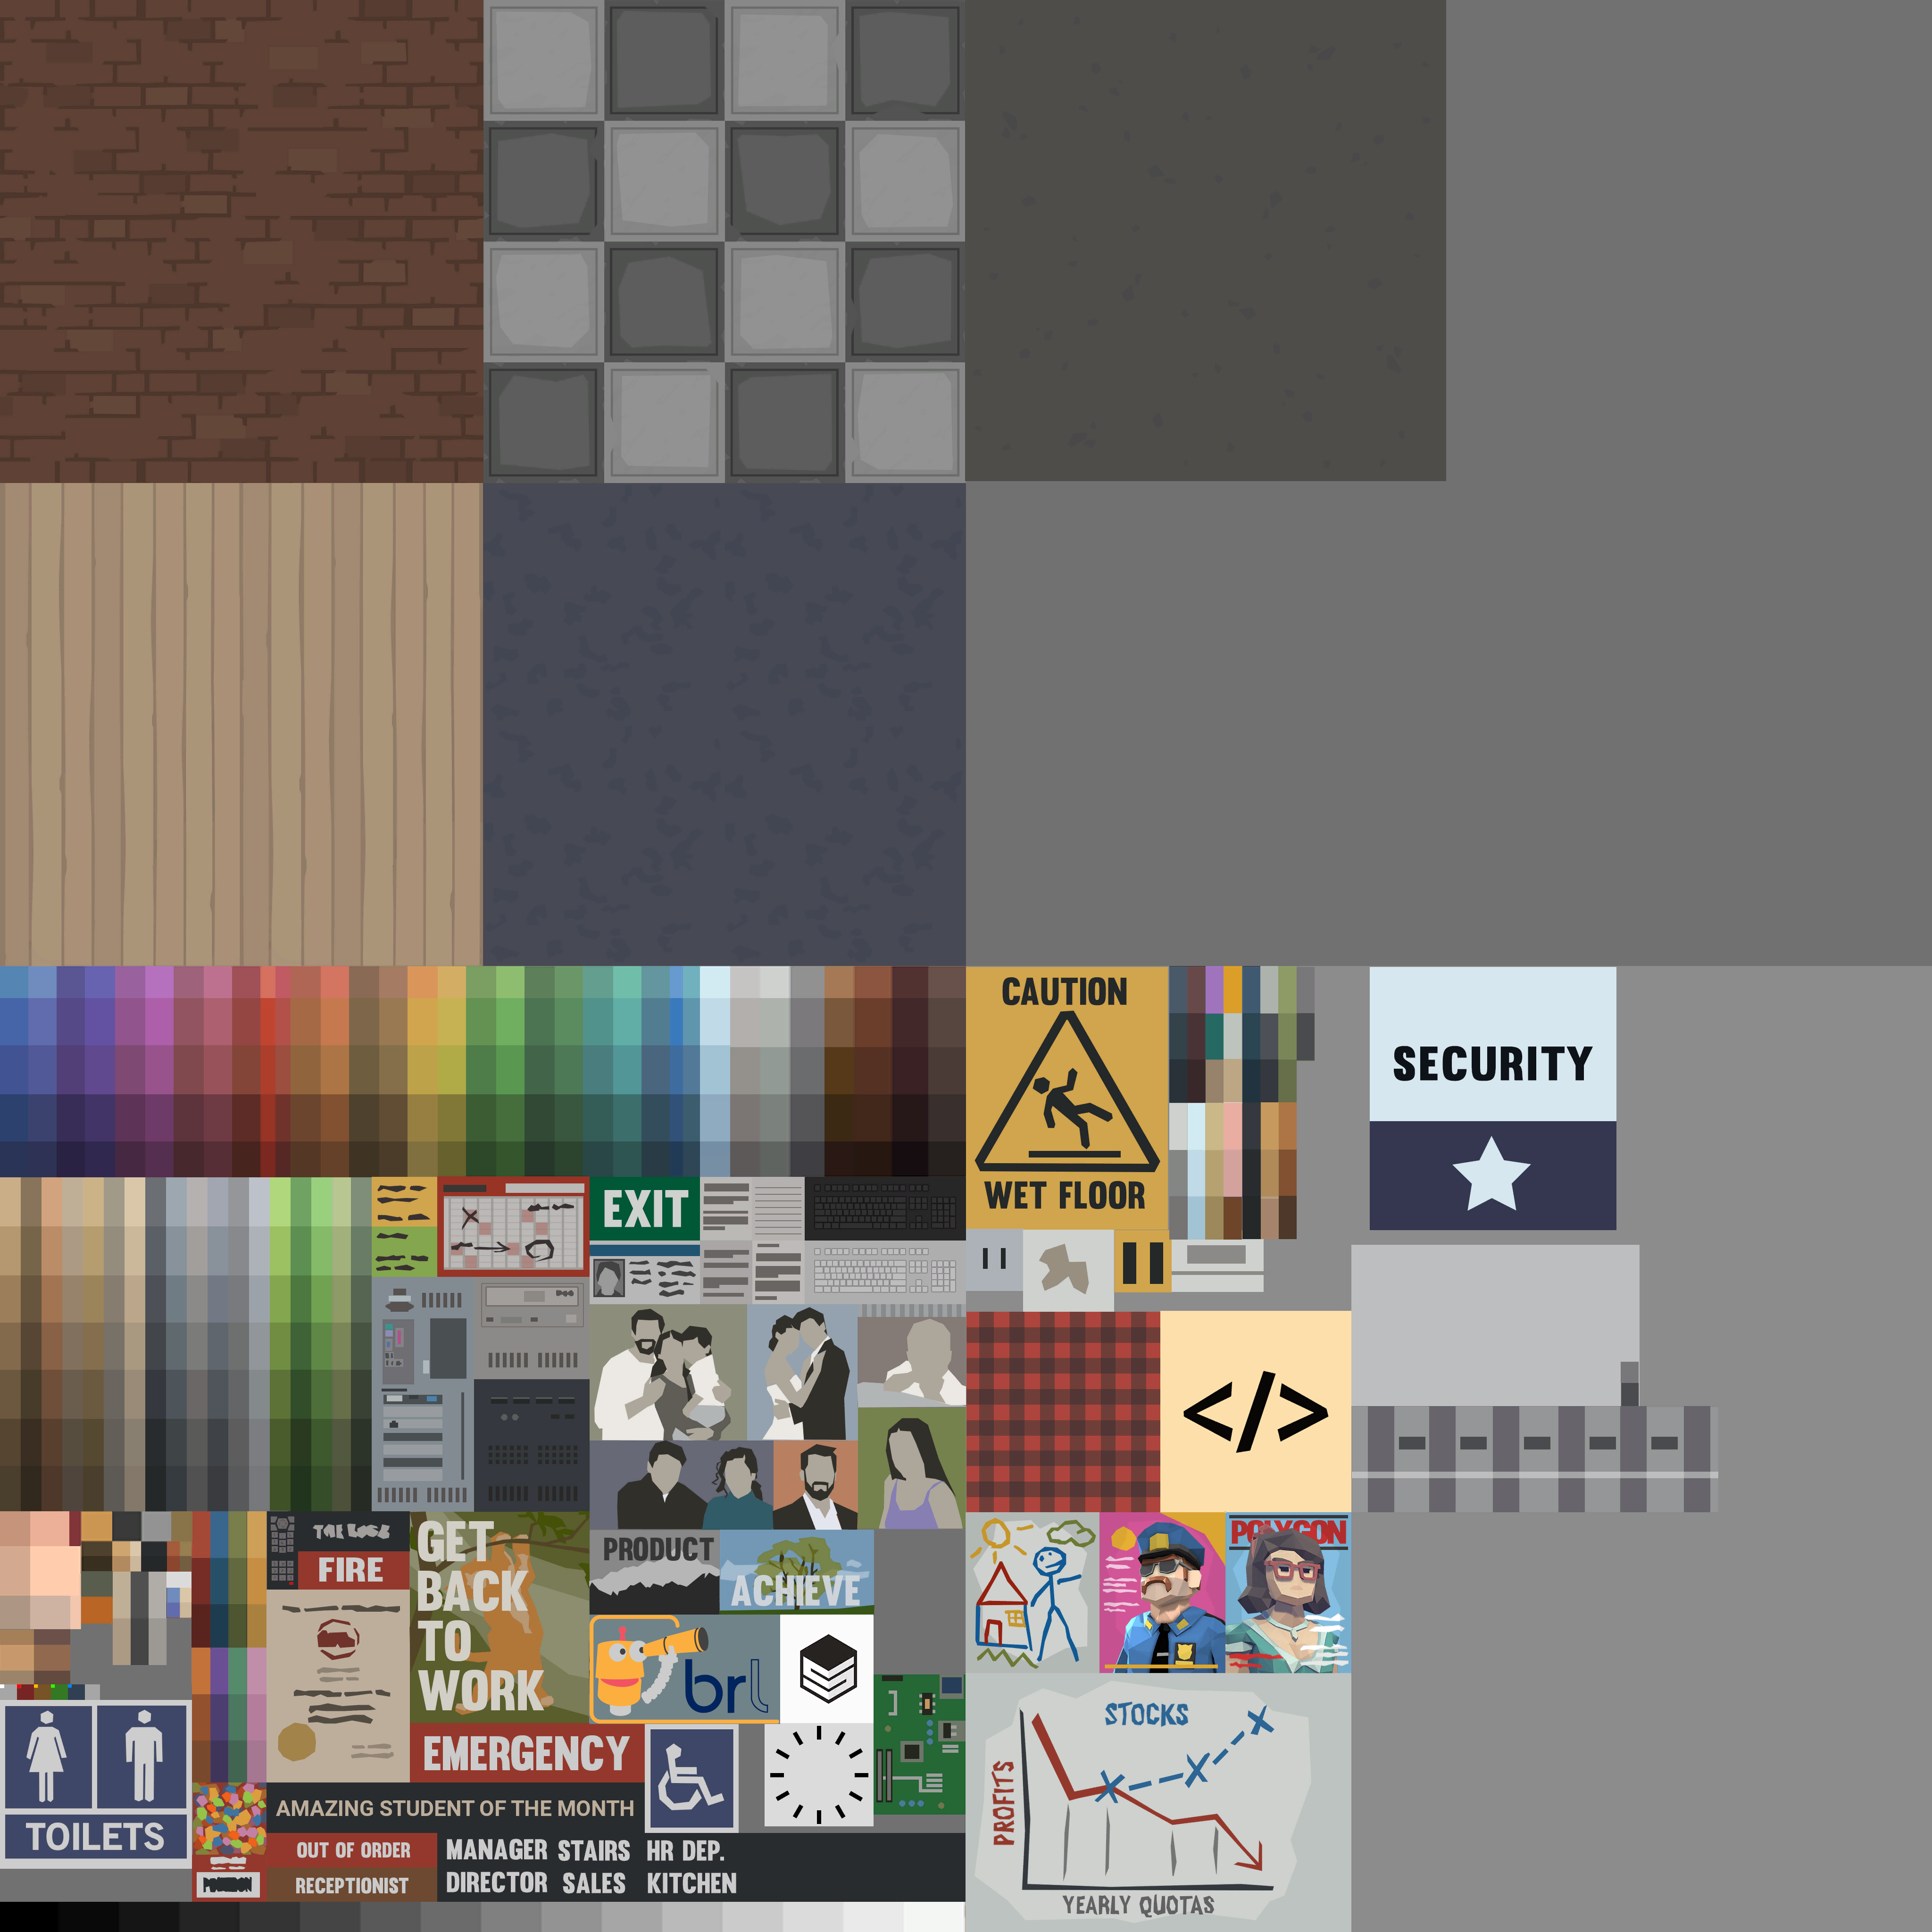 CAUTION
WET FLOOR
SECURITY
EXIT
</>
FIRE
GET
BACK
TO
WORK
PRODUCT
ACHIEVE
POLYGON
brl
EMERGENCY
STOCKS
PROFITS
YEARLY QUOTAS
TOILETS
AMAZING STUDENT OF THE MONTH
OUT OF ORDER
RECEPTIONIST
MANAGER STAIRS HR DEP.
DIRECTOR SALES KITCHEN